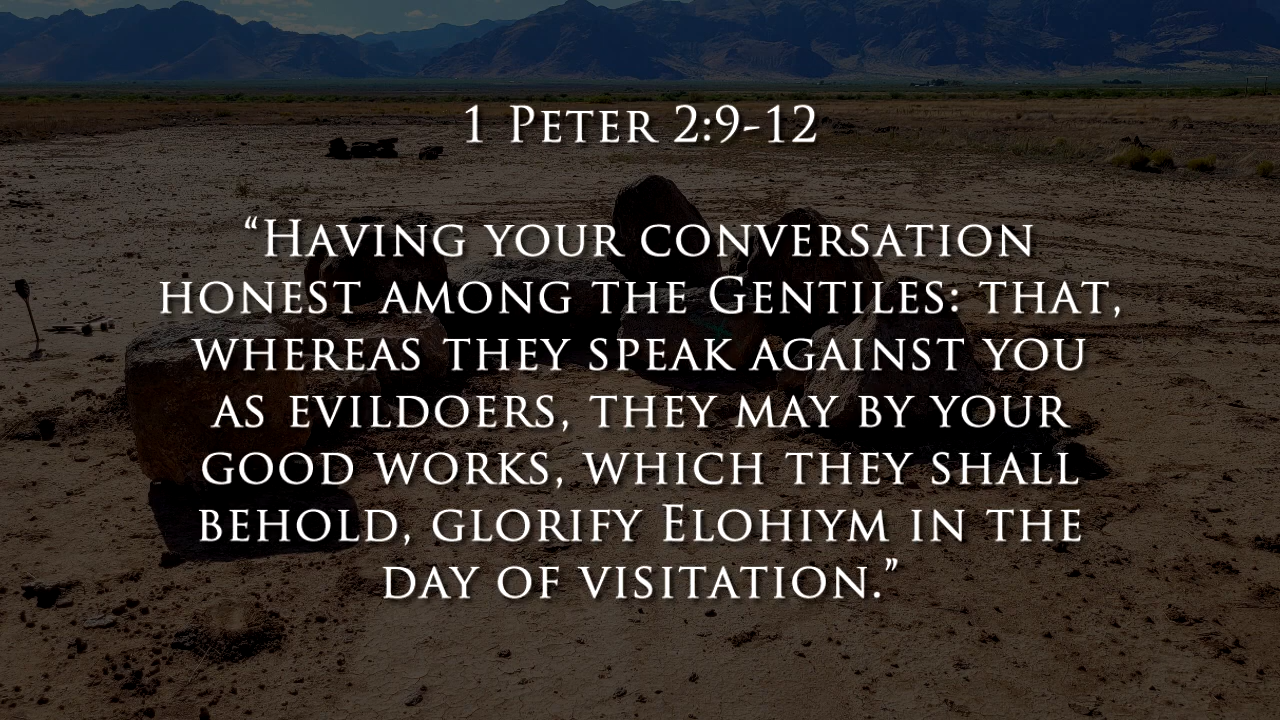 1 Peter 2:9-12
“Having your conversation
honest among the Gentiles: that,
whereas they speak against you
as evildoers, they may by your
good works, which they shall
behold, glorify Elohiym in the
day of visitation.”